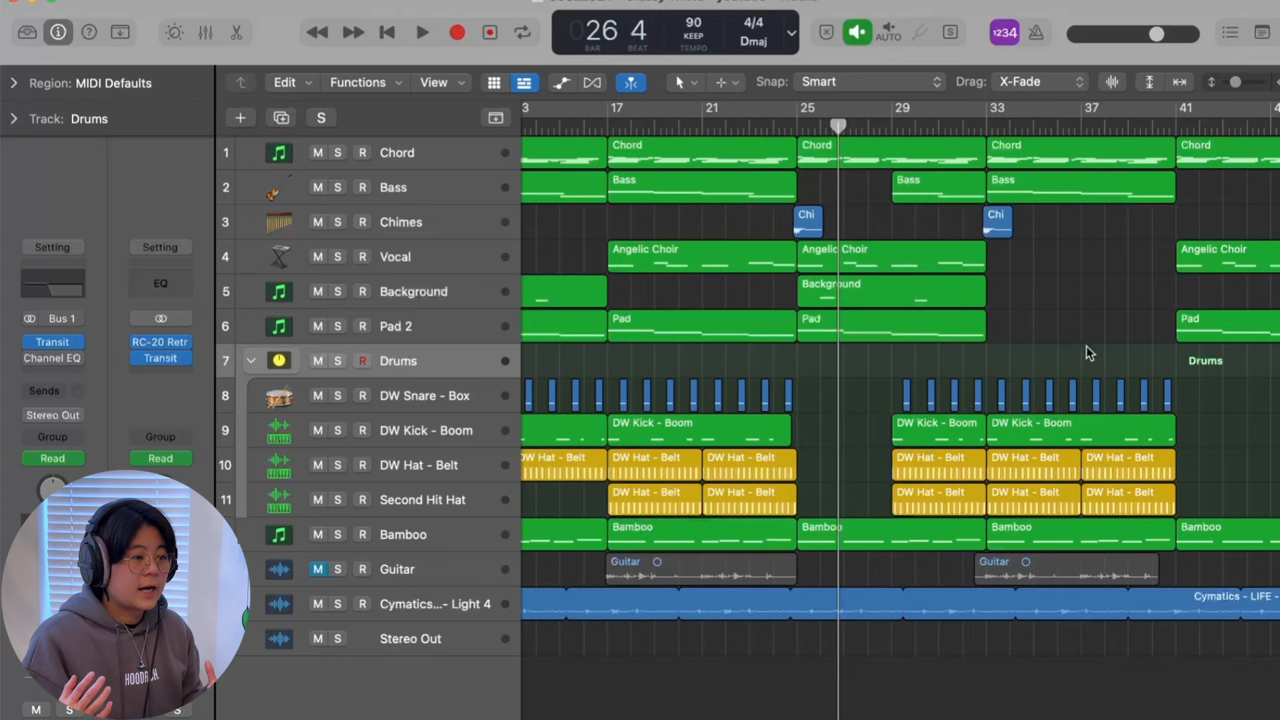 26 4
BAR BEAT
90
KEEP
TEMPO
4/4
Dmaj
AUTO
S
1234
Region: MIDI Defaults
Edit Functions View
Snap: Smart
Drag: X-Fade
Track: Drums
S
3 17 21 25 29 33 37 41
1 M S R Chord
Chord Chord Chord Chord
2 M S R Bass
Bass Bass Bass
3 M S R Chimes
Chi Chi
4 M S R Vocal
Angelic Choir Angelic Choir Angelic Choir
5 M S R Background
Background
6 M S R Pad 2
Pad Pad Pad
7 M S R Drums
Drums
8 M S R DW Snare - Box
9 M S R DW Kick - Boom
DW Kick - Boom DW Kick - Boom DW Kick - Boom
10 M S R DW Hat - Belt
DW Hat - Belt DW Hat - Belt DW Hat - Belt DW Hat - Belt DW Hat - Belt DW Hat - Belt
11 M S R Second Hit Hat
DW Hat - Belt DW Hat - Belt DW Hat - Belt DW Hat - Belt DW Hat - Belt
M S R Bamboo
Bamboo Bamboo Bamboo Bamboo
M S R Guitar
Guitar Guitar
M S R Cymatics...- Light 4
Cymatics - LIFE -
M S Stereo Out
Setting Setting
EQ
Bus 1
Transit RC-20 Retr
Channel EQ Transit
Sends
Stereo Out
Group Group
Read Read
M S